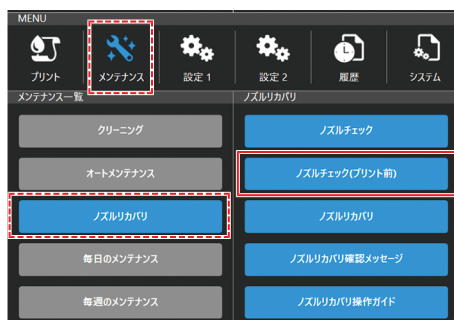 MENU
プリント
メンテナンス
設定 1
設定 2
履歴
システム
メンテナンス一覧
ノズルリカバリ
クリーニング
ノズルチェック
オートメンテナンス
ノズルチェック(プリント前)
ノズルリカバリ
ノズルリカバリ
毎日のメンテナンス
ノズルリカバリ確認メッセージ
毎週のメンテナンス
ノズルリカバリ操作ガイド